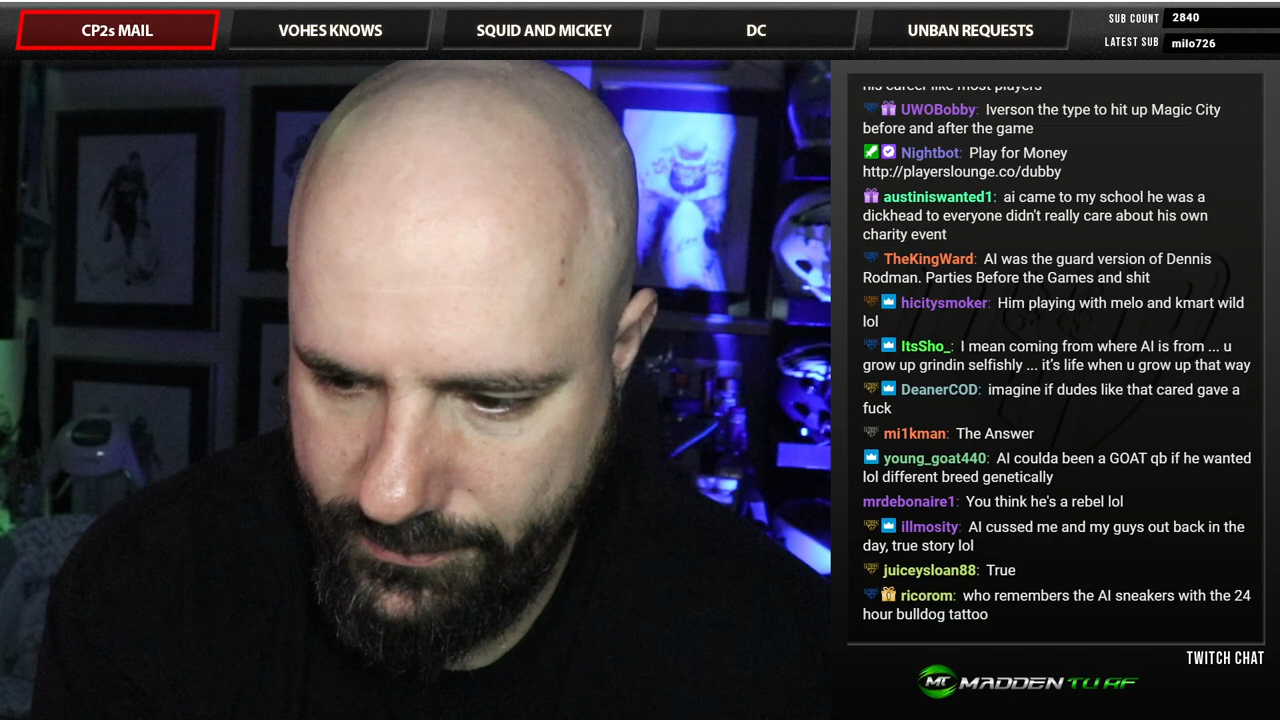 CP2s MAIL
VOHES KNOWS
SQUID AND MICKEY
DC
UNBAN REQUESTS
SUB COUNT 2840
LATEST SUB milo726
his career like most players
UWOBobby: Iverson the type to hit up Magic City
before and after the game
Nightbot: Play for Money
http://playerslounge.co/dubby
austiniswanted1: ai came to my school he was a
dickhead to everyone didn't really care about his own
charity event
TheKingWard: AI was the guard version of Dennis
Rodman. Parties Before the Games and shit
hicitysmoker: Him playing with melo and kmart wild
lol
ItsSho_: I mean coming from where AI is from ... u
grow up grindin selfishly ... it's life when u grow up that way
DeanerCOD: imagine if dudes like that cared gave a
fuck
mi1kman: The Answer
young_goat440: AI coulda been a GOAT qb if he wanted
lol different breed genetically
mrdebonaire1: You think he's a rebel lol
illmosity: AI cussed me and my guys out back in the
day, true story lol
juiceysloan88: True
ricorom: who remembers the AI sneakers with the 24
hour bulldog tattoo
TWITCH CHAT
MT MADDEN TURF